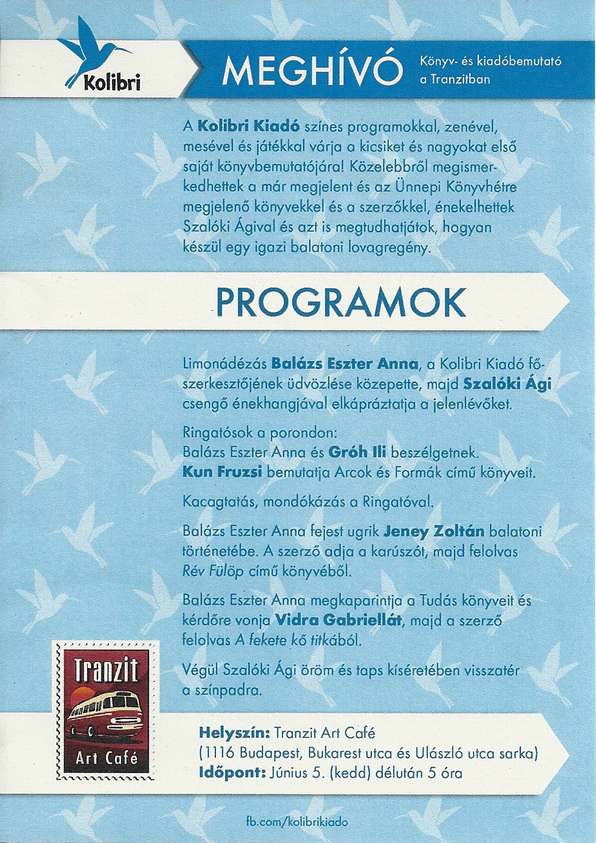 Kolibri
MEGHÍVÓ
Könyv- és kiadóbemutató
a Tranzitban
A Kolibri Kiadó színes programokkal, zenével,
mesével és játékkal várja a kicsiket és nagyokat első
saját könyvbemutatójára! Közelebbről megismer-
kedhettek a már megjelent és az Ünnepi Könyvhétre
megjelenő könyvekkel és a szerzőkkel, énekelhettek
Szalóki Ágival és azt is megtudhatjátok, hogyan
készül egy igazi balatoni lovagregény.
PROGRAMOK
Limonádézás Balázs Eszter Anna, a Kolibri Kiadó fő-
szerkesztőjének üdvözlése közepette, majd Szalóki Ági
csengő énekhangjával elkápráztatja a jelenlévőket.
Ringatósok a porondon:
Balázs Eszter Anna és Gróh Ili beszélgetnek.
Kun Fruzsi bemutatja Arcok és Formák című könyveit.
Kacagtatás, mondókázás a Ringatóval.
Balázs Eszter Anna fejest ugrik Jeney Zoltán balatoni
történetébe. A szerző adja a karúszót, majd felolvas
Rév Fülöp című könyvéből.
Balázs Eszter Anna megkaparintja a Tudás könyveit és
kérdőre vonja Vidra Gabriellát, majd a szerző
felolvas A fekete kő titkából.
Végül Szalóki Ági öröm és taps kíséretében visszatér
a színpadra.
Tranzit
Art Café
Helyszín: Tranzit Art Café
(1116 Budapest, Bukarest utca és Ulászló utca sarka)
Időpont: Június 5. (kedd) délután 5 óra
fb.com/kolibrikiado